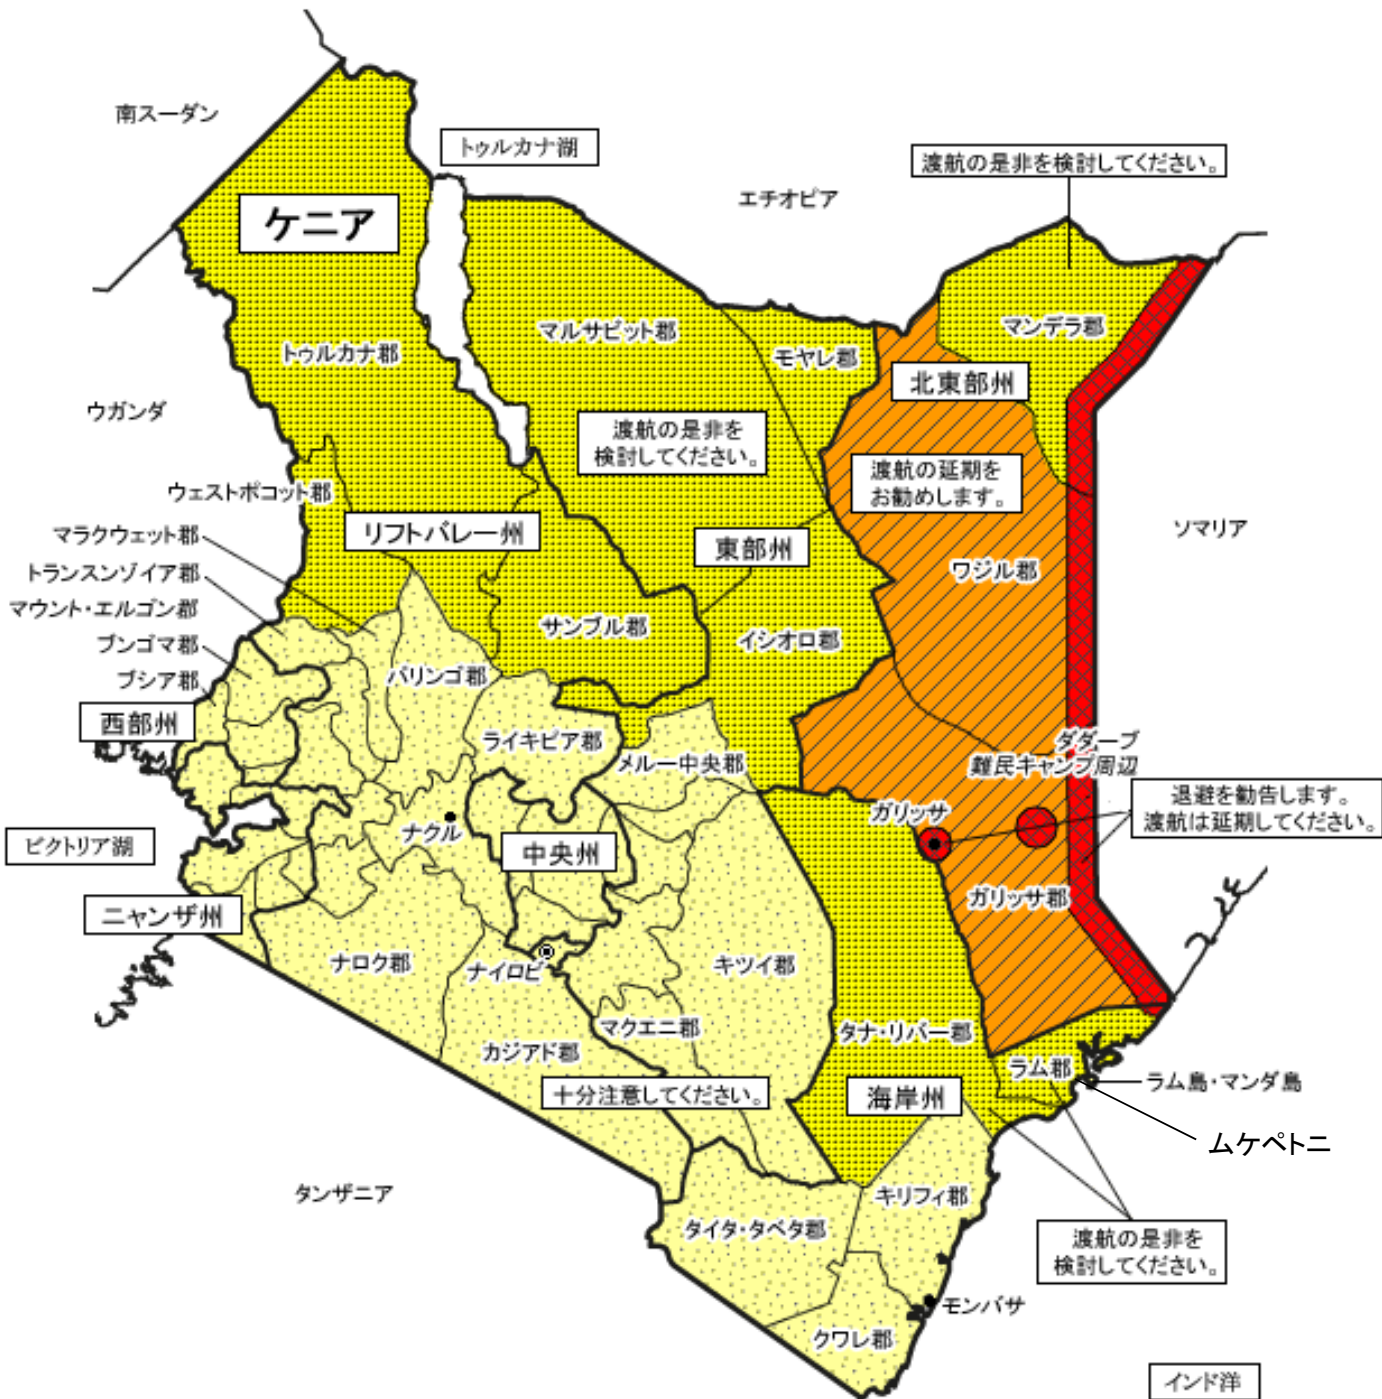 南スーダン
トゥルカナ湖
渡航の是非を検討してください。
エチオピア
ケニア
マンデラ郡
マルサビット郡
トゥルカナ郡
モヤレ郡
北東部州
ウガンダ
渡航の是非を
検討してください。
渡航の延期を
お勧めします。
ウェストポコット郡
リフトバレー州
マラクウェット郡
東部州
ソマリア
トランスンゾイア郡
ワジル郡
マウント・エルゴン郡
サンブル郡
イシオロ郡
ブンゴマ郡
バリンゴ郡
ブシア郡
西部州
ライキピア郡
メルー中央郡
ダダーブ
難民キャンプ周辺
退避を勧告します。
渡航は延期してください。
ガリッサ
ナクル
ビクトリア湖
中央州
ガリッサ郡
ニャンザ州
ナロク郡
ナイロビ
キツイ郡
マクエニ郡
タナ・リバー郡
カジアド郡
ラム郡
ラム島・マンダ島
十分注意してください。
海岸州
ムケペトニ
タンザニア
キリフィ郡
タイタ・タベタ郡
渡航の是非を
検討してください。
モンバサ
クワレ郡
インド洋